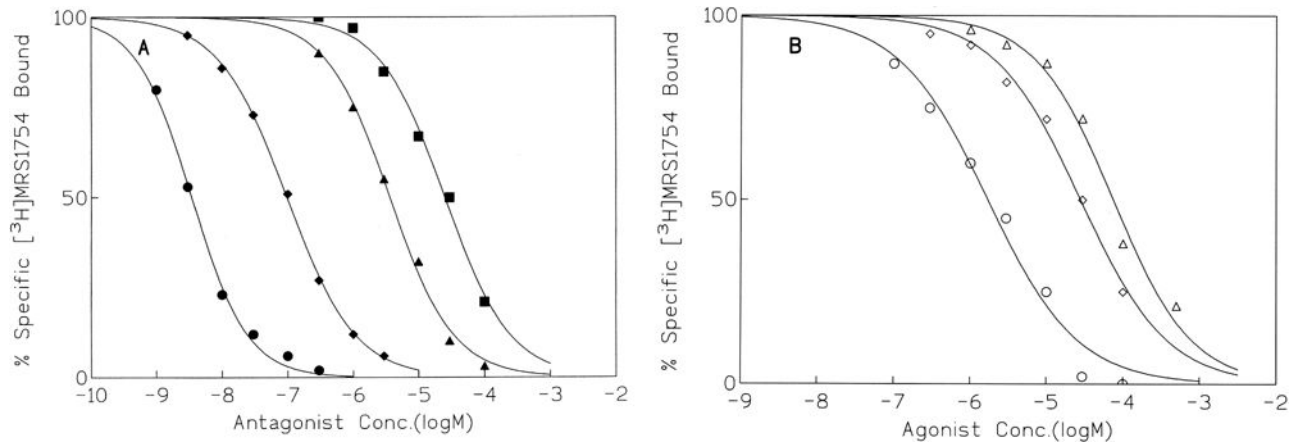 A
% Specific [³H]MRS1754 Bound
100
50
0
-10 -9 -8 -7 -6 -5 -4 -3 -2
Antagonist Conc.(logM)
B
% Specific [³H]MRS1754 Bound
100
50
0
-9 -8 -7 -6 -5 -4 -3 -2
Agonist Conc.(logM)